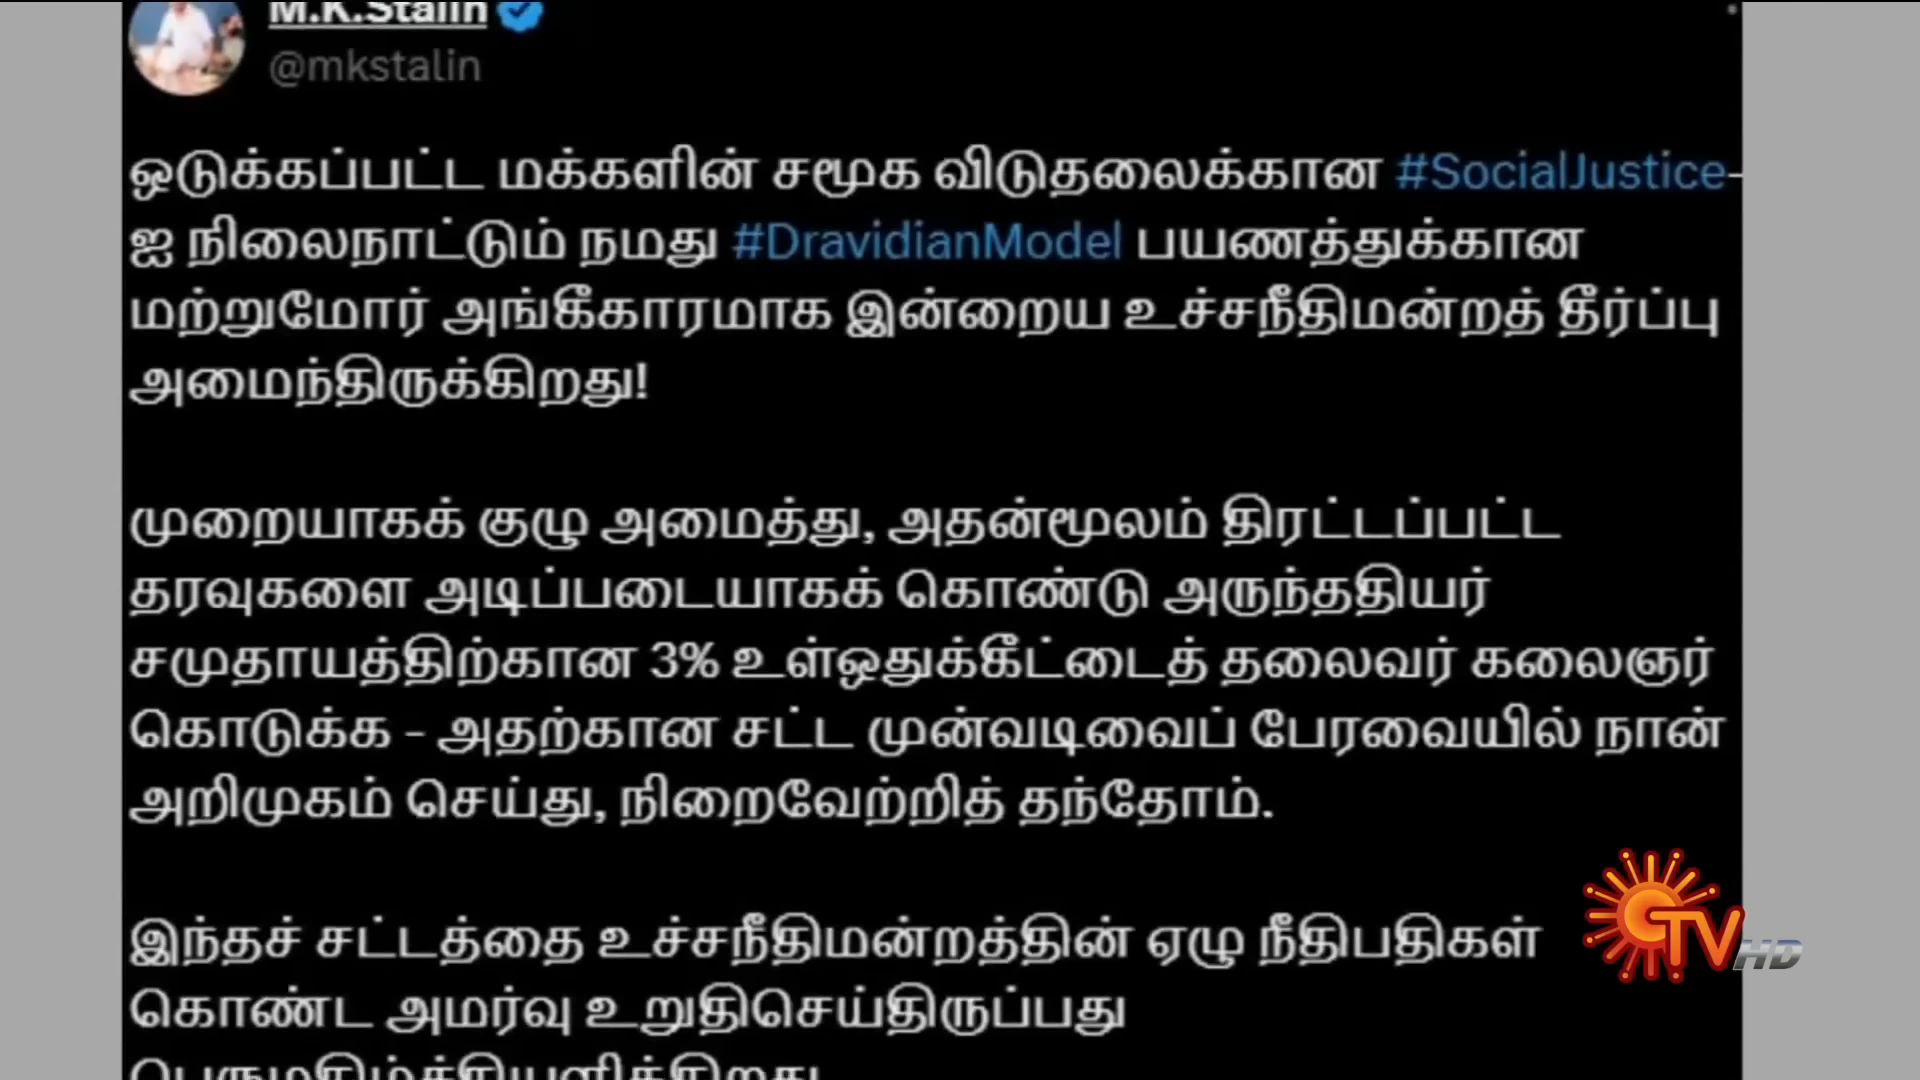 M.K.Stalin
@mkstalin
ஒடுக்கப்பட்ட மக்களின் சமூக விடுதலைக்கான #SocialJustice-
ஐ நிலைநாட்டும் நமது #DravidianModel பயணத்துக்கான
மற்றுமோர் அங்கீகாரமாக இன்றைய உச்சநீதிமன்றத் தீர்ப்பு
அமைந்திருக்கிறது!
முறையாகக் குழு அமைத்து, அதன்மூலம் திரட்டப்பட்ட
தரவுகளை அடிப்படையாகக் கொண்டு அருந்ததியர்
சமுதாயத்திற்கான 3% உள்ஒதுக்கீட்டைத் தலைவர் கலைஞர்
கொடுக்க - அதற்கான சட்ட முன்வடிவைப் பேரவையில் நான்
அறிமுகம் செய்து, நிறைவேற்றித் தந்தோம்.
இந்தச் சட்டத்தை உச்சநீதிமன்றத்தின் ஏழு நீதிபதிகள்
கொண்ட அமர்வு உறுதிசெய்திருப்பது
பெருமகிழ்ச்சியளிக்கிறது.
TV HD